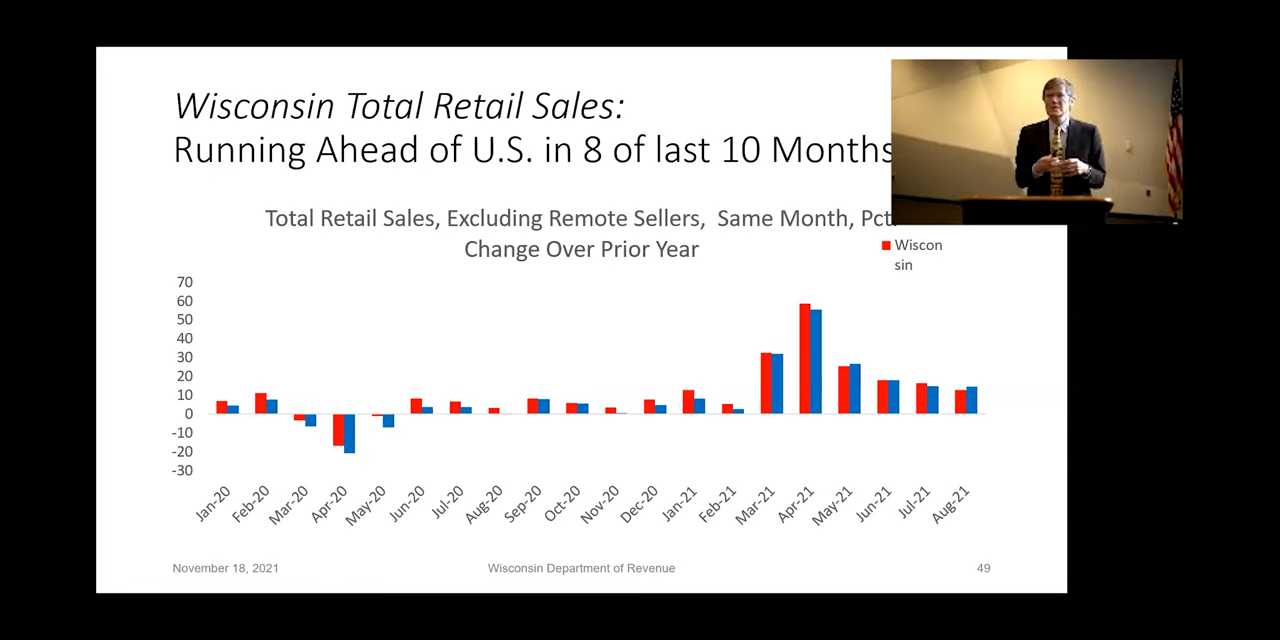 Wisconsin Total Retail Sales:
Running Ahead of U.S. in 8 of last 10 Months
Total Retail Sales, Excluding Remote Sellers, Same Month, Pct.
Change Over Prior Year
Wiscon
sin
70
60
50
40
30
20
10
0
-10
-20
-30
Jan-20
Feb-20
Mar-20
Apr-20
May-20
Jun-20
Jul-20
Aug-20
Sep-20
Oct-20
Nov-20
Dec-20
Jan-21
Feb-21
Mar-21
Apr-21
May-21
Jun-21
Jul-21
Aug-21
November 18, 2021
Wisconsin Department of Revenue
49